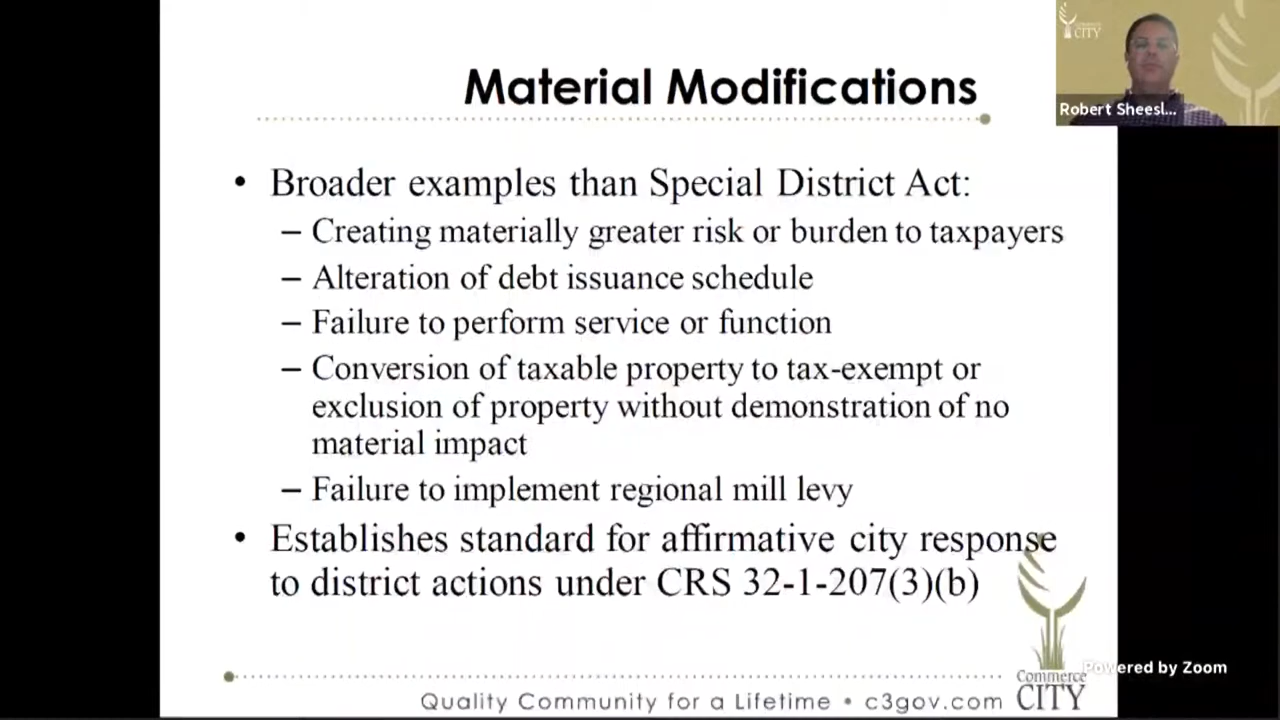 Material Modifications
CITY
Robert Sheesl...
• Broader examples than Special District Act:
– Creating materially greater risk or burden to taxpayers
– Alteration of debt issuance schedule
– Failure to perform service or function
– Conversion of taxable property to tax-exempt or
exclusion of property without demonstration of no
material impact
– Failure to implement regional mill levy
• Establishes standard for affirmative city response
to district actions under CRS 32-1-207(3)(b)
Powered by Zoom
Commerce
CITY
Quality Community for a Lifetime • c3gov.com